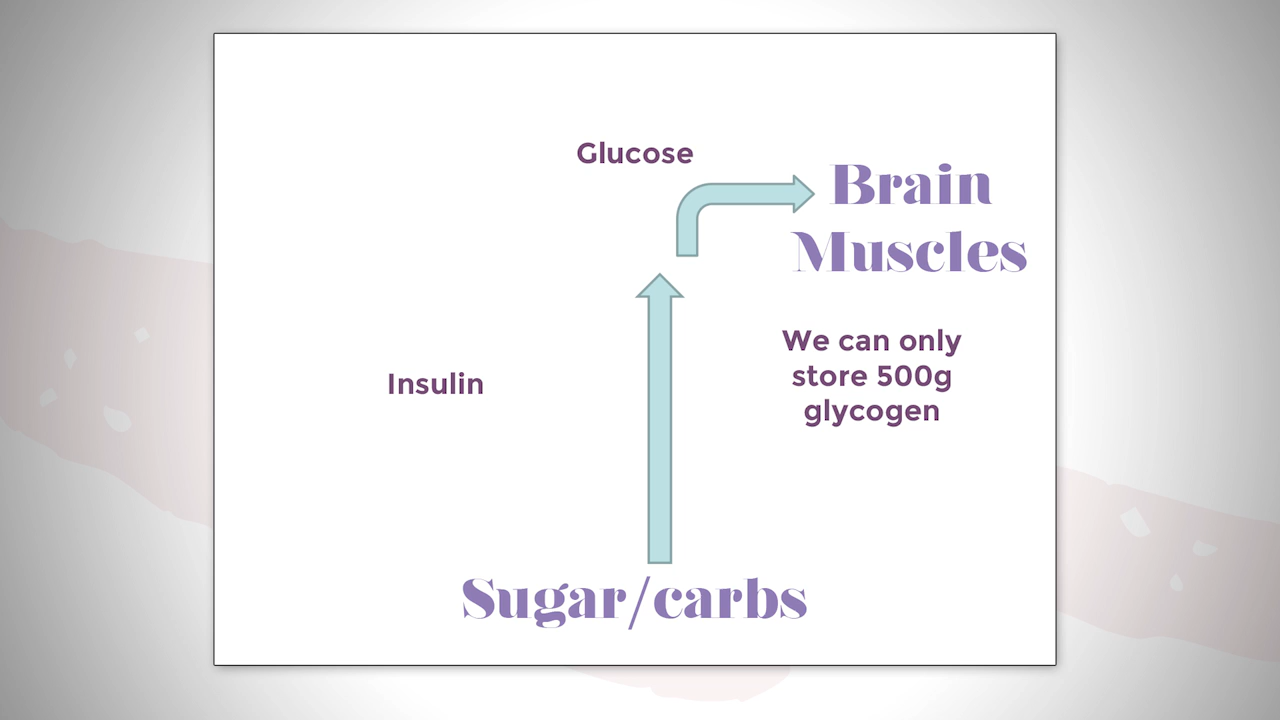 Glucose
Brain
Muscles
We can only
store 500g
glycogen
Insulin
Sugar/carbs